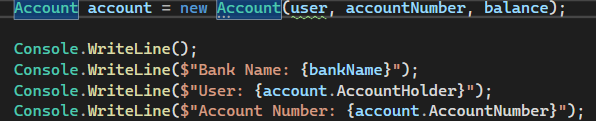 Account account = new Account(user, accountNumber, balance);
Console.WriteLine();
Console.WriteLine($"Bank Name: {bankName}");
Console.WriteLine($"User: {account.AccountHolder}");
Console.WriteLine($"Account Number: {account.AccountNumber}");